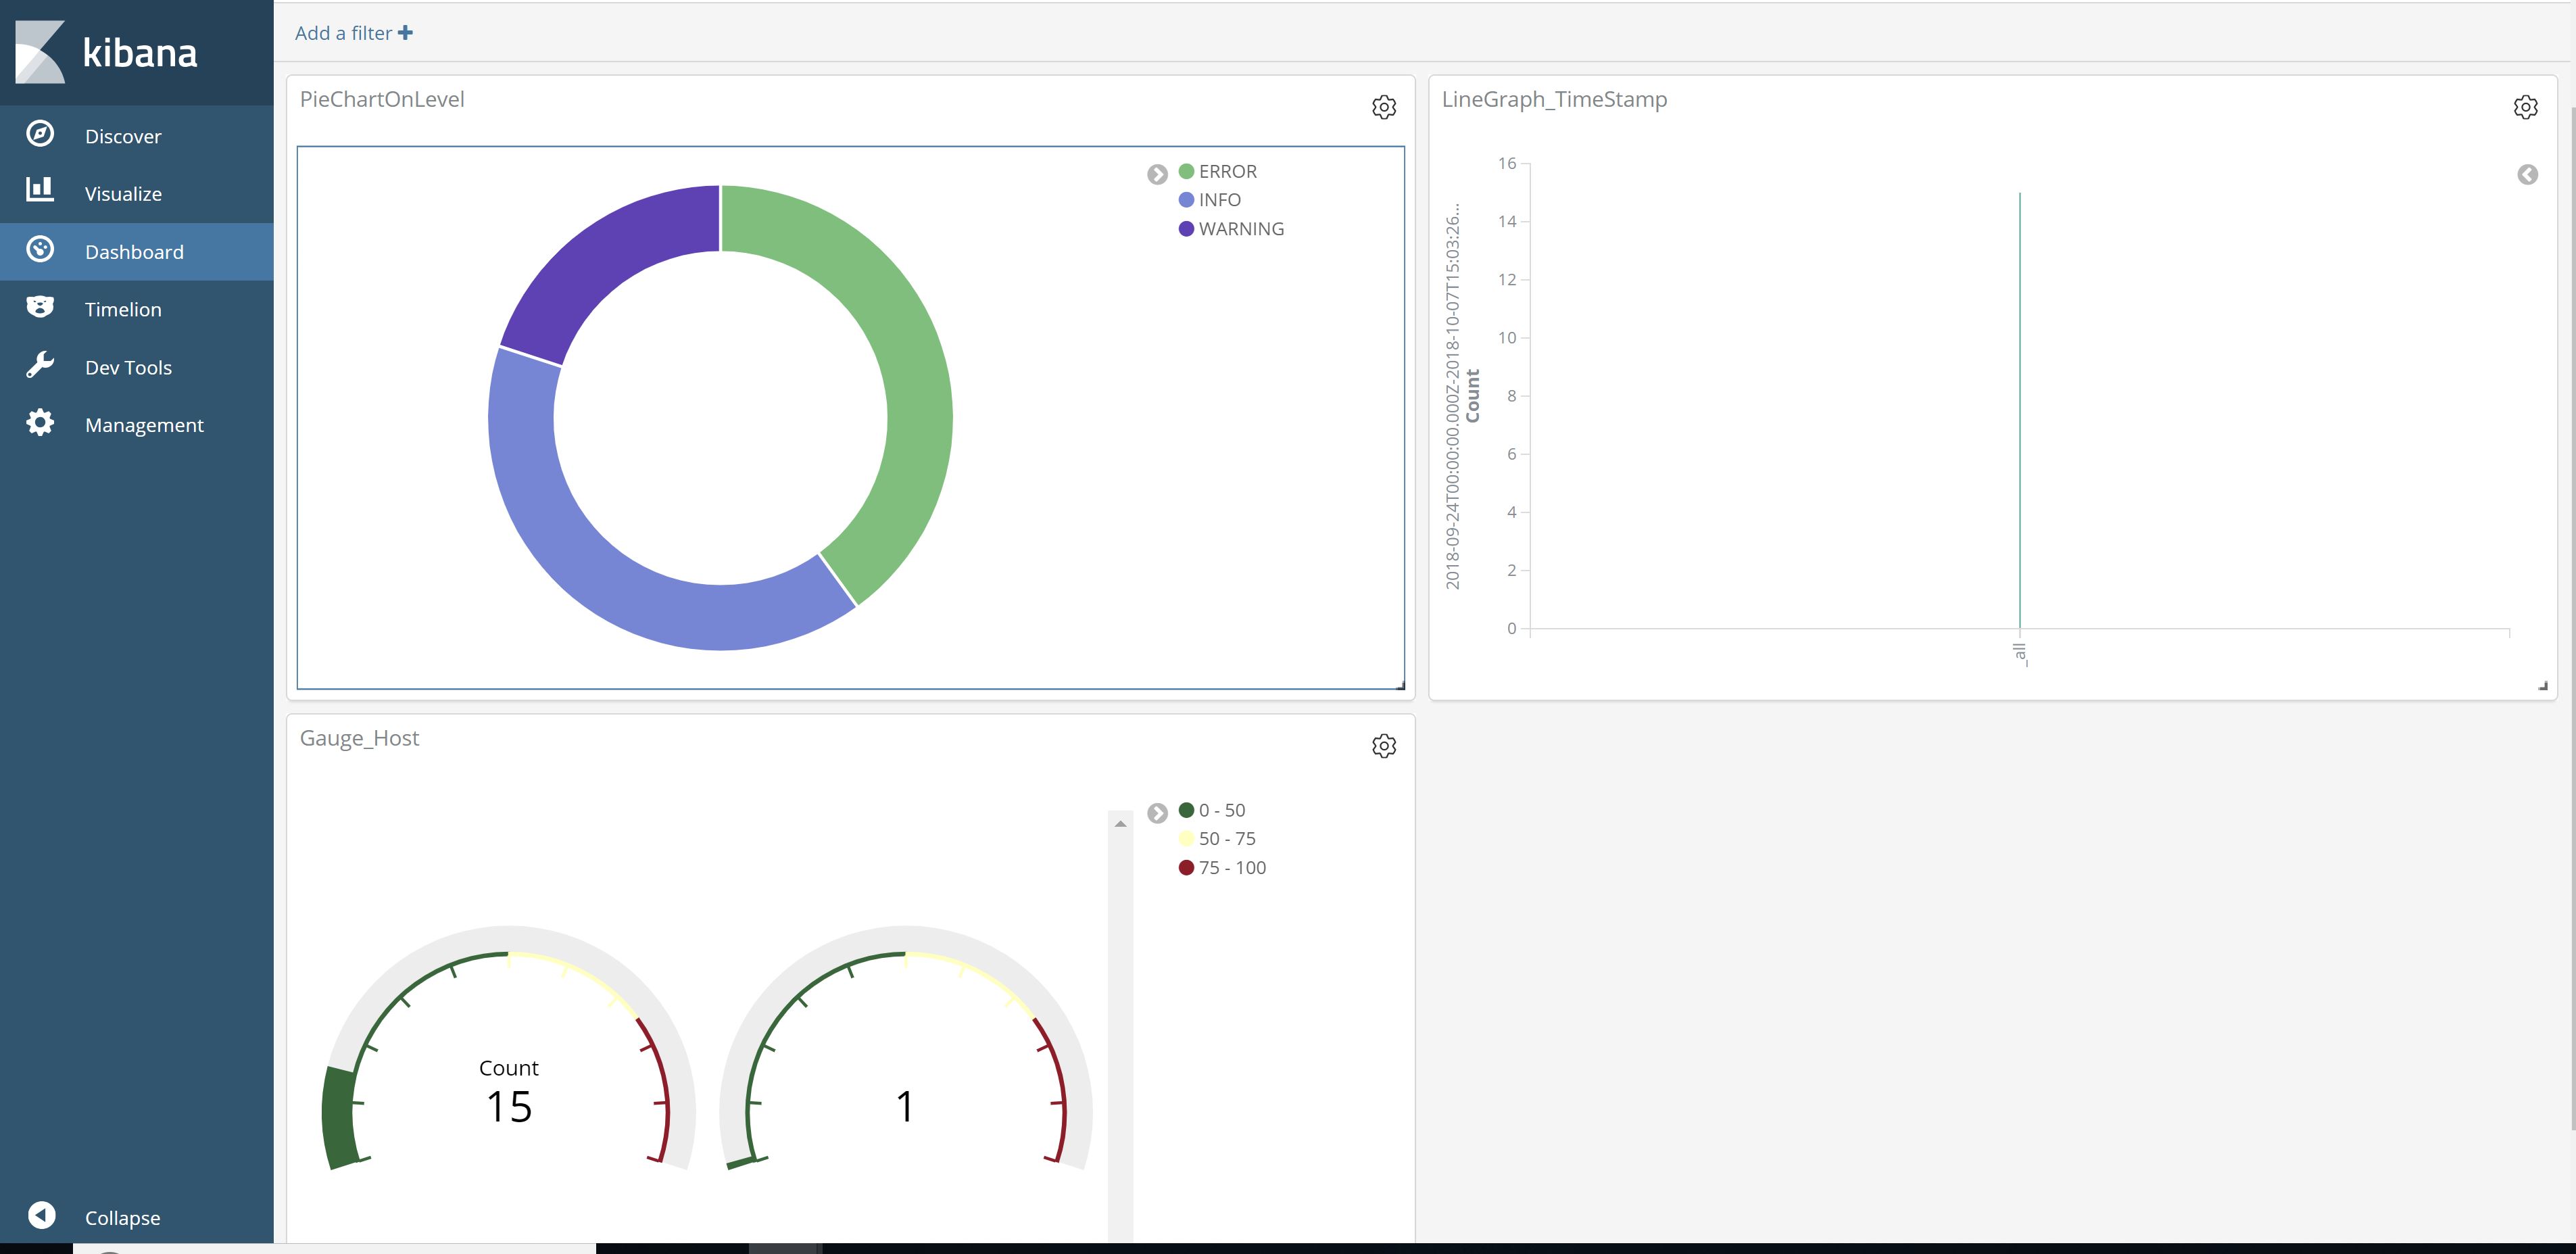 kibana
Discover
Visualize
Dashboard
Timelion
Dev Tools
Management
Collapse
Add a filter
PieChartOnLevel
ERROR
INFO
WARNING
LineGraph_TimeStamp
2018-09-24T00:00:00.000Z-2018-10-07T15:03:26...
Count
16
14
12
10
8
6
4
2
0
_all
Gauge_Host
0 - 50
50 - 75
75 - 100
Count
15
1